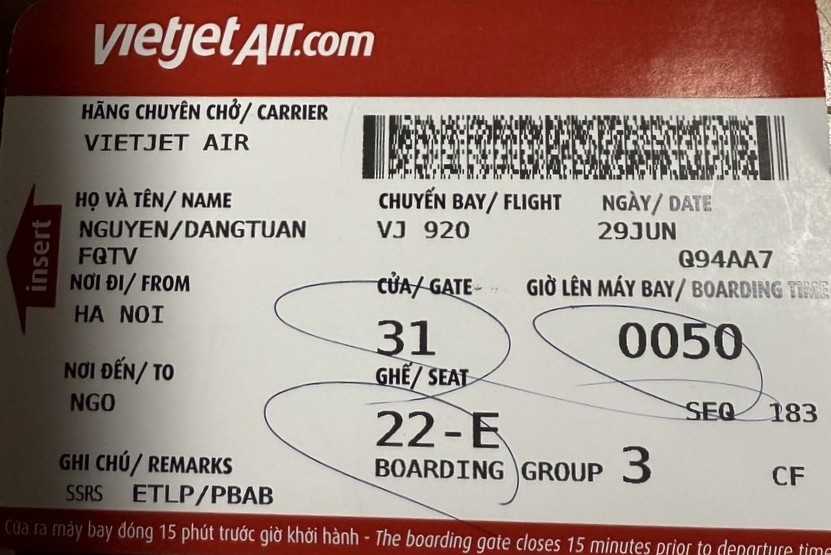 vietjetAir.com
HÃNG CHUYÊN CHỞ/ CARRIER
VIETJET AIR
HỌ VÀ TÊN/ NAME CHUYẾN BAY/ FLIGHT NGÀY/ DATE
NGUYEN/DANGTUAN VJ 920 29JUN
FQTV Q94AA7
NƠI ĐI/ FROM CỬA/ GATE GIỜ LÊN MÁY BAY/ BOARDING TIME
HA NOI 31 0050
NƠI ĐẾN/ TO GHẾ/ SEAT
NGO 22-E SEQ 183
GHI CHÚ/ REMARKS BOARDING GROUP 3 CF
SSRS ETLP/PBAB
insert
Cửa ra máy bay đóng 15 phút trước giờ khởi hành - The boarding gate closes 15 minutes prior to departure time